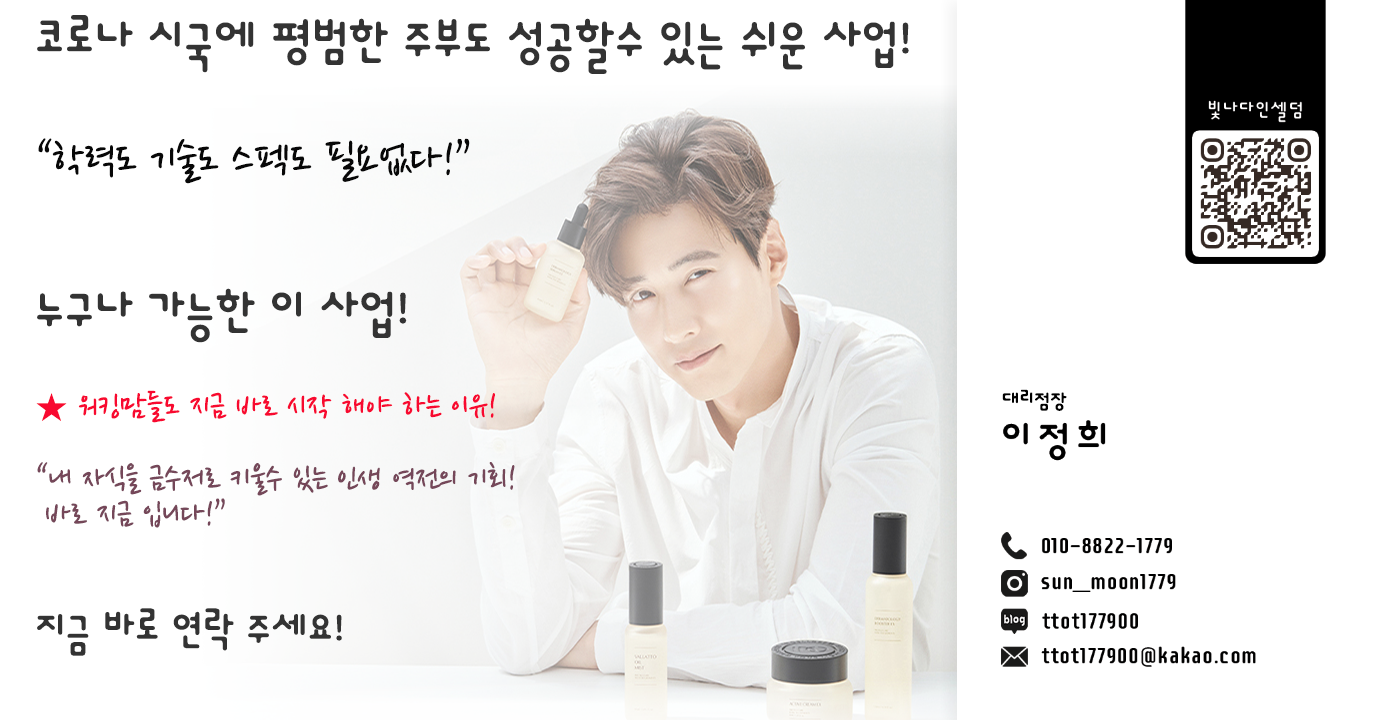 코로나 시국에 평범한 주부도 성공할수 있는 쉬운 사업!
“학력도 기술도 스펙도 필요없다!”
누구나 가능한 이 사업!
★ 워킹맘들도 지금 바로 시작 해야 하는 이유!
“내 자식을 금수저로 키울수 있는 인생 역전의 기회!
바로 지금 입니다!”
지금 바로 연락 주세요!
빛나다인셀덤
대리점장
이정희
010-8822-1779
sun__moon1779
blog
ttot177900
ttot177900@kakao.com